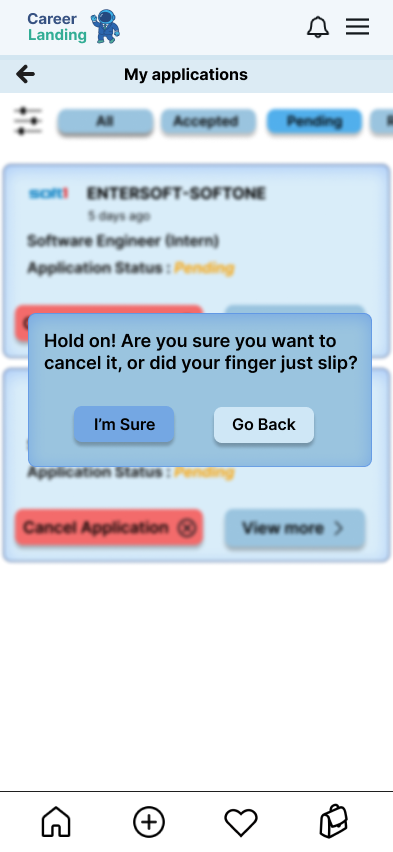 Career
Landing
My applications
All
Accepted
Pending
soft1
ENTERSOFT-SOFTONE
5 days ago
Software Engineer (Intern)
Application Status : Pending
Hold on! Are you sure you want to
cancel it, or did your finger just slip?
I'm Sure
Go Back
Application Status : Pending
Cancel Application
View more